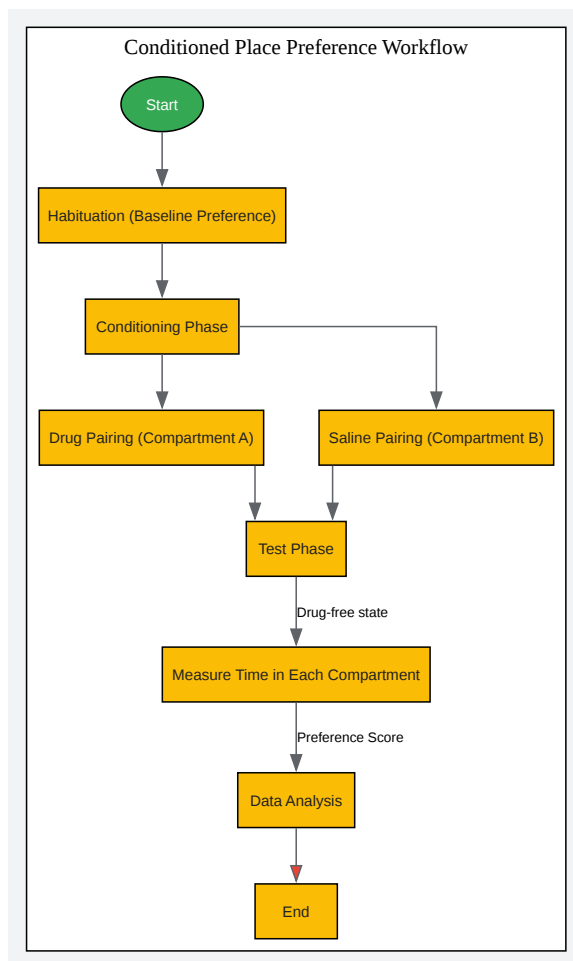 Conditioned Place Preference Workflow
Start
Habituation (Baseline Preference)
Conditioning Phase
Drug Pairing (Compartment A)
Saline Pairing (Compartment B)
Test Phase
Drug-free state
Measure Time in Each Compartment
Preference Score
Data Analysis
End